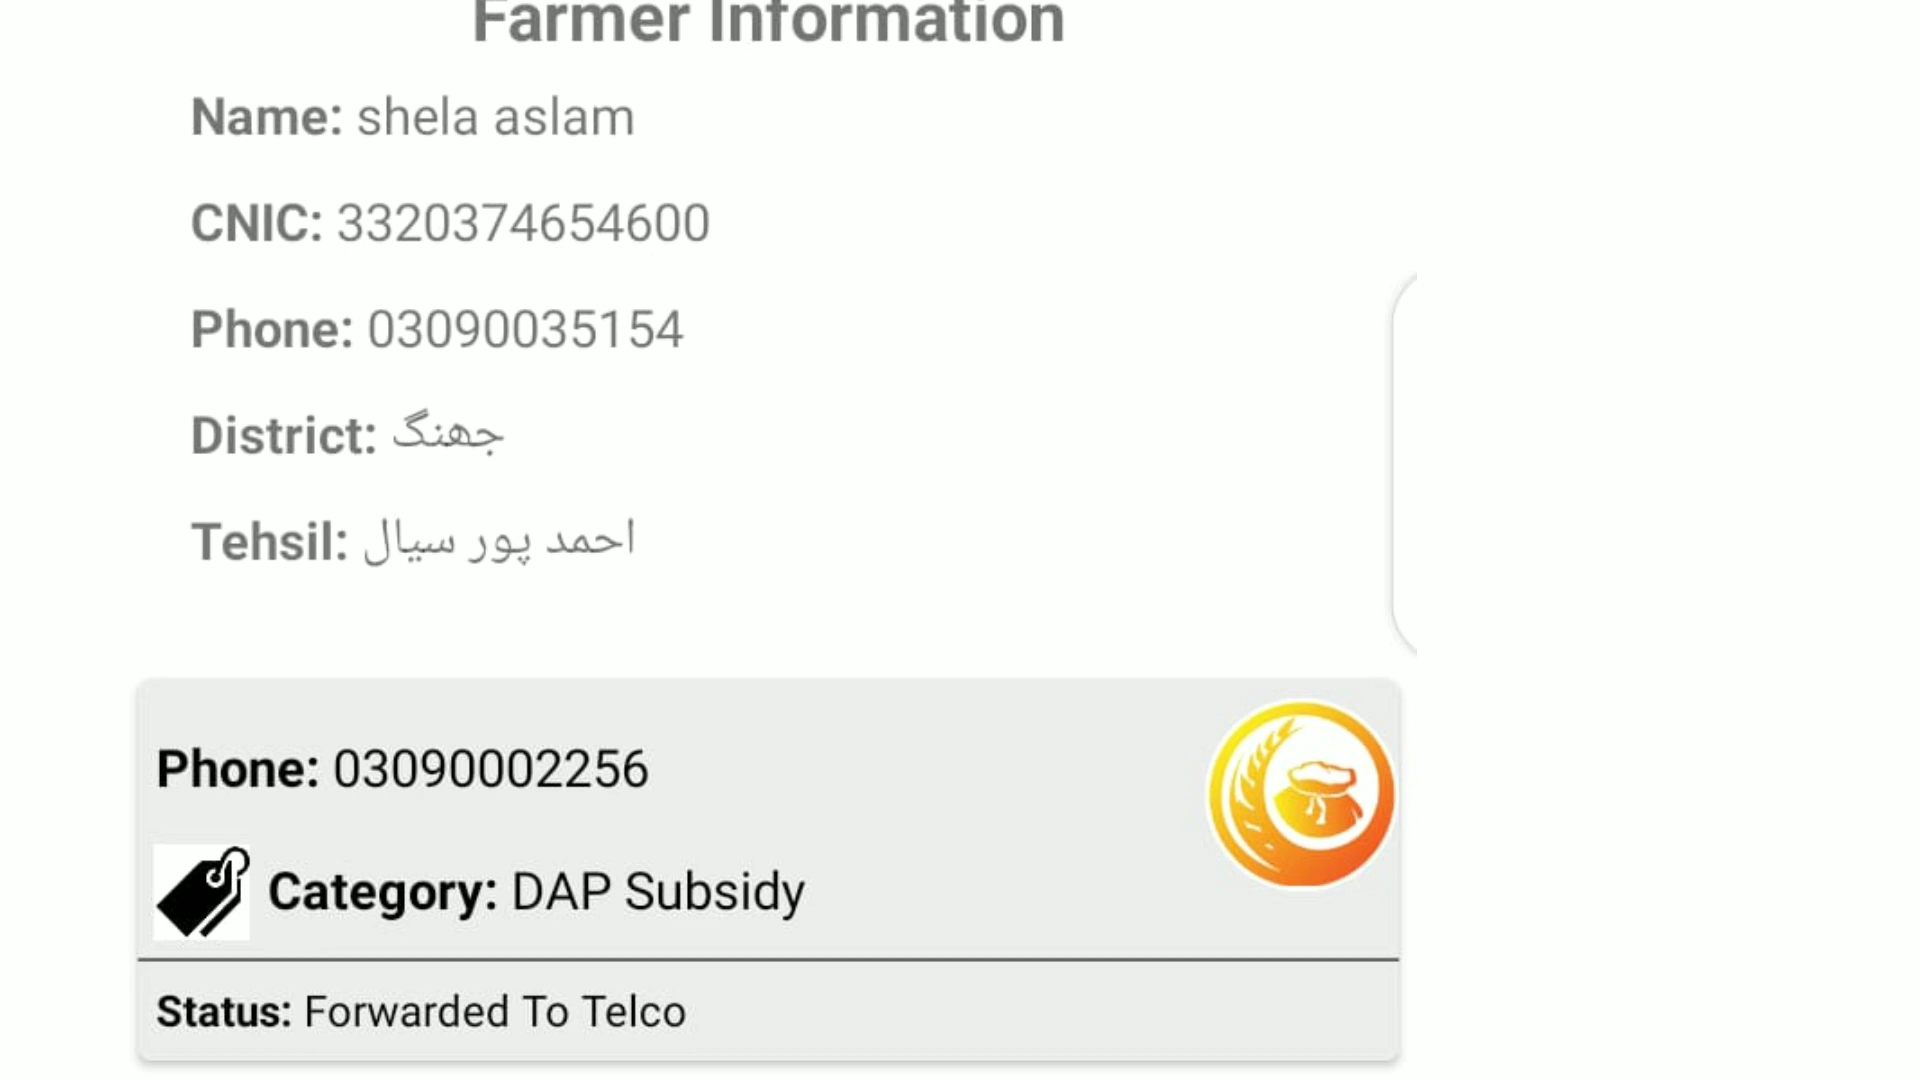 Farmer Information
Name: shela aslam
CNIC: 3320374654600
Phone: 03090035154
District: جھنگ
Tehsil: احمد پور سیال
Phone: 03090002256
Category: DAP Subsidy
Status: Forwarded To Telco